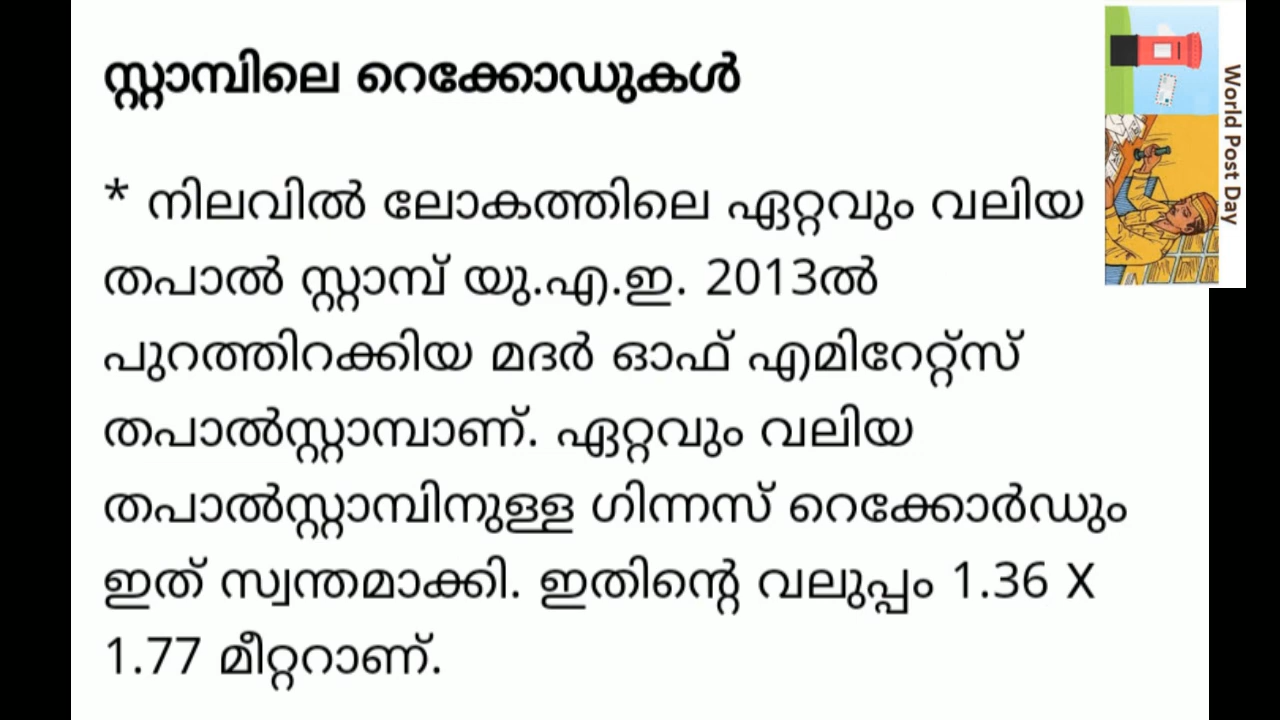 സ്റ്റാമ്പിലെ റെക്കോഡുകൾ
* നിലവിൽ ലോകത്തിലെ ഏറ്റവും വലിയ
തപാൽ സ്റ്റാമ്പ് യു.എ.ഇ. 2013ൽ
പുറത്തിറക്കിയ മദർ ഓഫ് എമിറേറ്റ്സ്
തപാൽസ്റ്റാമ്പാണ്. ഏറ്റവും വലിയ
തപാൽസ്റ്റാമ്പിനുള്ള ഗിന്നസ് റെക്കോർഡും
ഇത് സ്വന്തമാക്കി. ഇതിന്റെ വലുപ്പം 1.36 X
1.77 മീറ്ററാണ്.
World Post Day